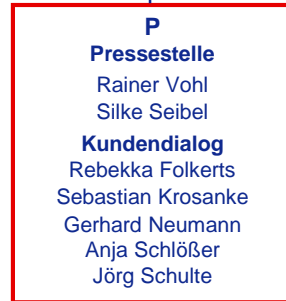 P
Pressestelle
Rainer Vohl
Silke Seibel
Kundendialog
Rebekka Folkerts
Sebastian Krosanke
Gerhard Neumann
Anja Schlößer
Jörg Schulte